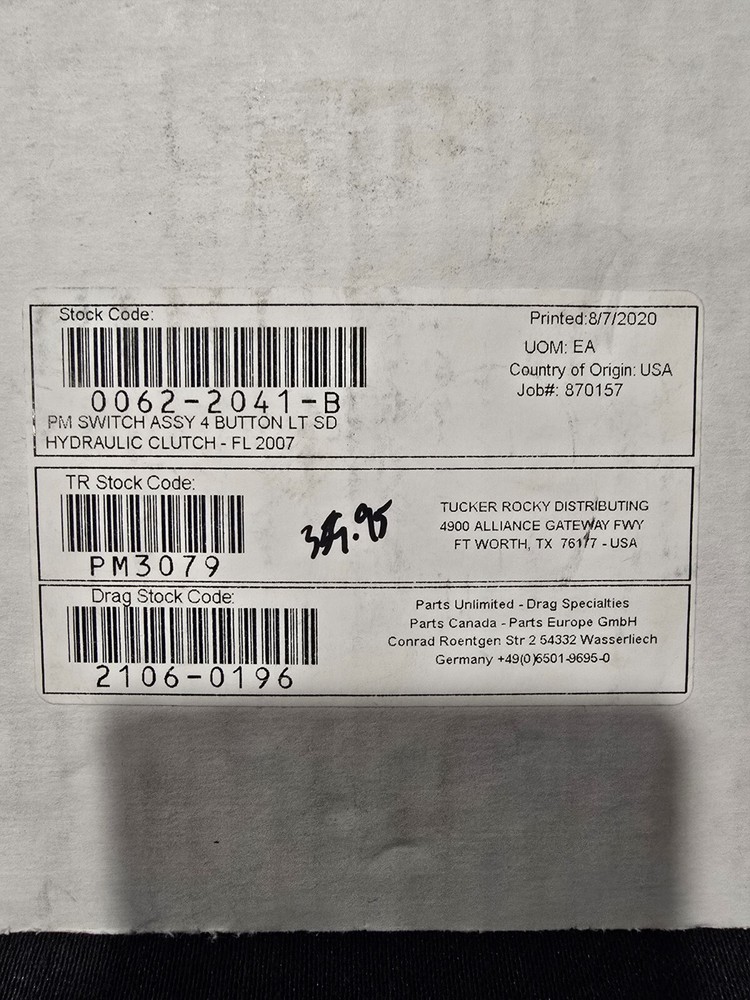 Stock Code:
Printed:8/7/2020
UOM: EA
Country of Origin: USA
Job#: 870157
0062-2041-B
PM SWITCH ASSY 4 BUTTON LT SD
HYDRAULIC CLUTCH - FL 2007
TR Stock Code:
PM3079
TUCKER ROCKY DISTRIBUTING
4900 ALLIANCE GATEWAY FWY
FT WORTH, TX 76177 - USA
Drag Stock Code:
2106-0196
Parts Unlimited - Drag Specialties
Parts Canada - Parts Europe GmbH
Conrad Roentgen Str 2 54332 Wasserliech
Germany +49(0)6501-9695-0